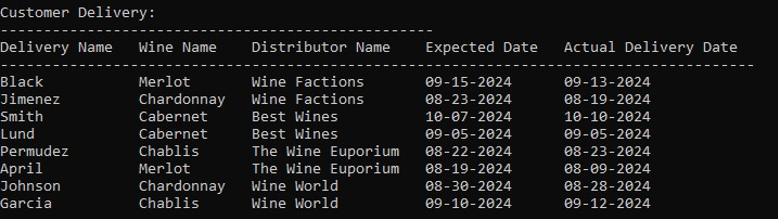 Customer Delivery:
--------------------------------------------------
Delivery Name   Wine Name    Distributor Name    Expected Date   Actual Delivery Date
---------------------------------------------------------------------------------------
Black           Merlot       Wine Factions       09-15-2024      09-13-2024
Jimenez         Chardonnay   Wine Factions       08-23-2024      08-19-2024
Smith           Cabernet     Best Wines          10-07-2024      10-10-2024
Lund            Cabernet     Best Wines          09-05-2024      09-05-2024
Permudez        Chablis      The Wine Euporium   08-22-2024      08-23-2024
April           Merlot       The Wine Euporium   08-19-2024      08-09-2024
Johnson         Chardonnay   Wine World          08-30-2024      08-28-2024
Garcia          Chablis      Wine World          09-10-2024      09-12-2024